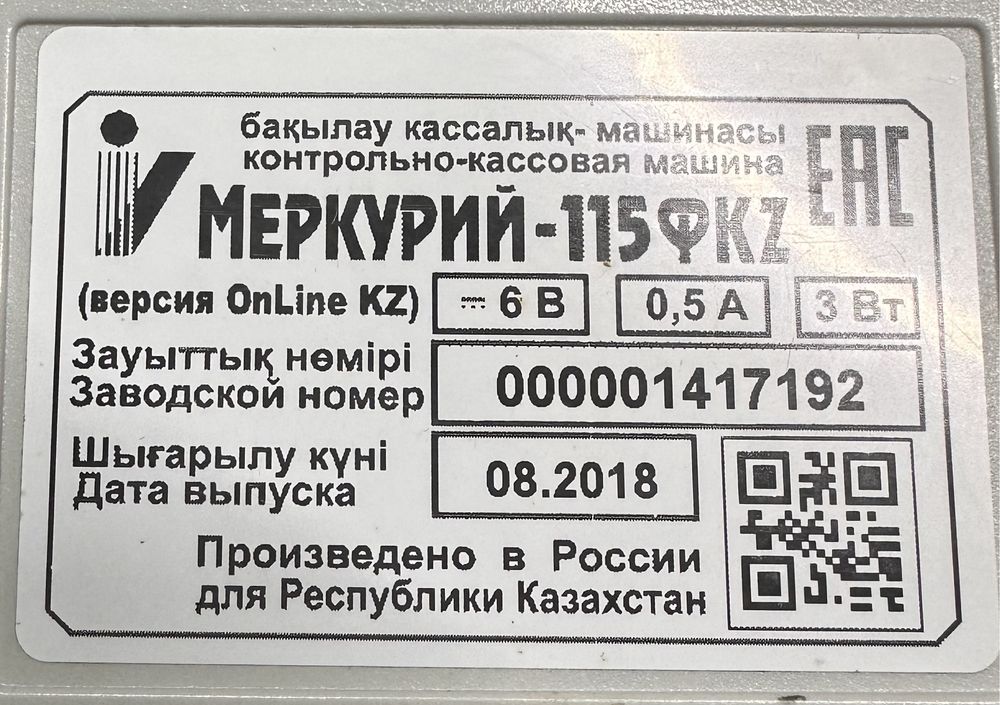 бақылау кассалық- машинасы
контрольно-кассовая машина
ЕАС
МЕРКУРИЙ-115ФKZ
(версия OnLine KZ)
6 В
0,5 А
3 Вт
Зауыттық нөмірі
Заводской номер
000001417192
Шығарылу күні
Дата выпуска
08.2018
Произведено в России
для Республики Казахстан